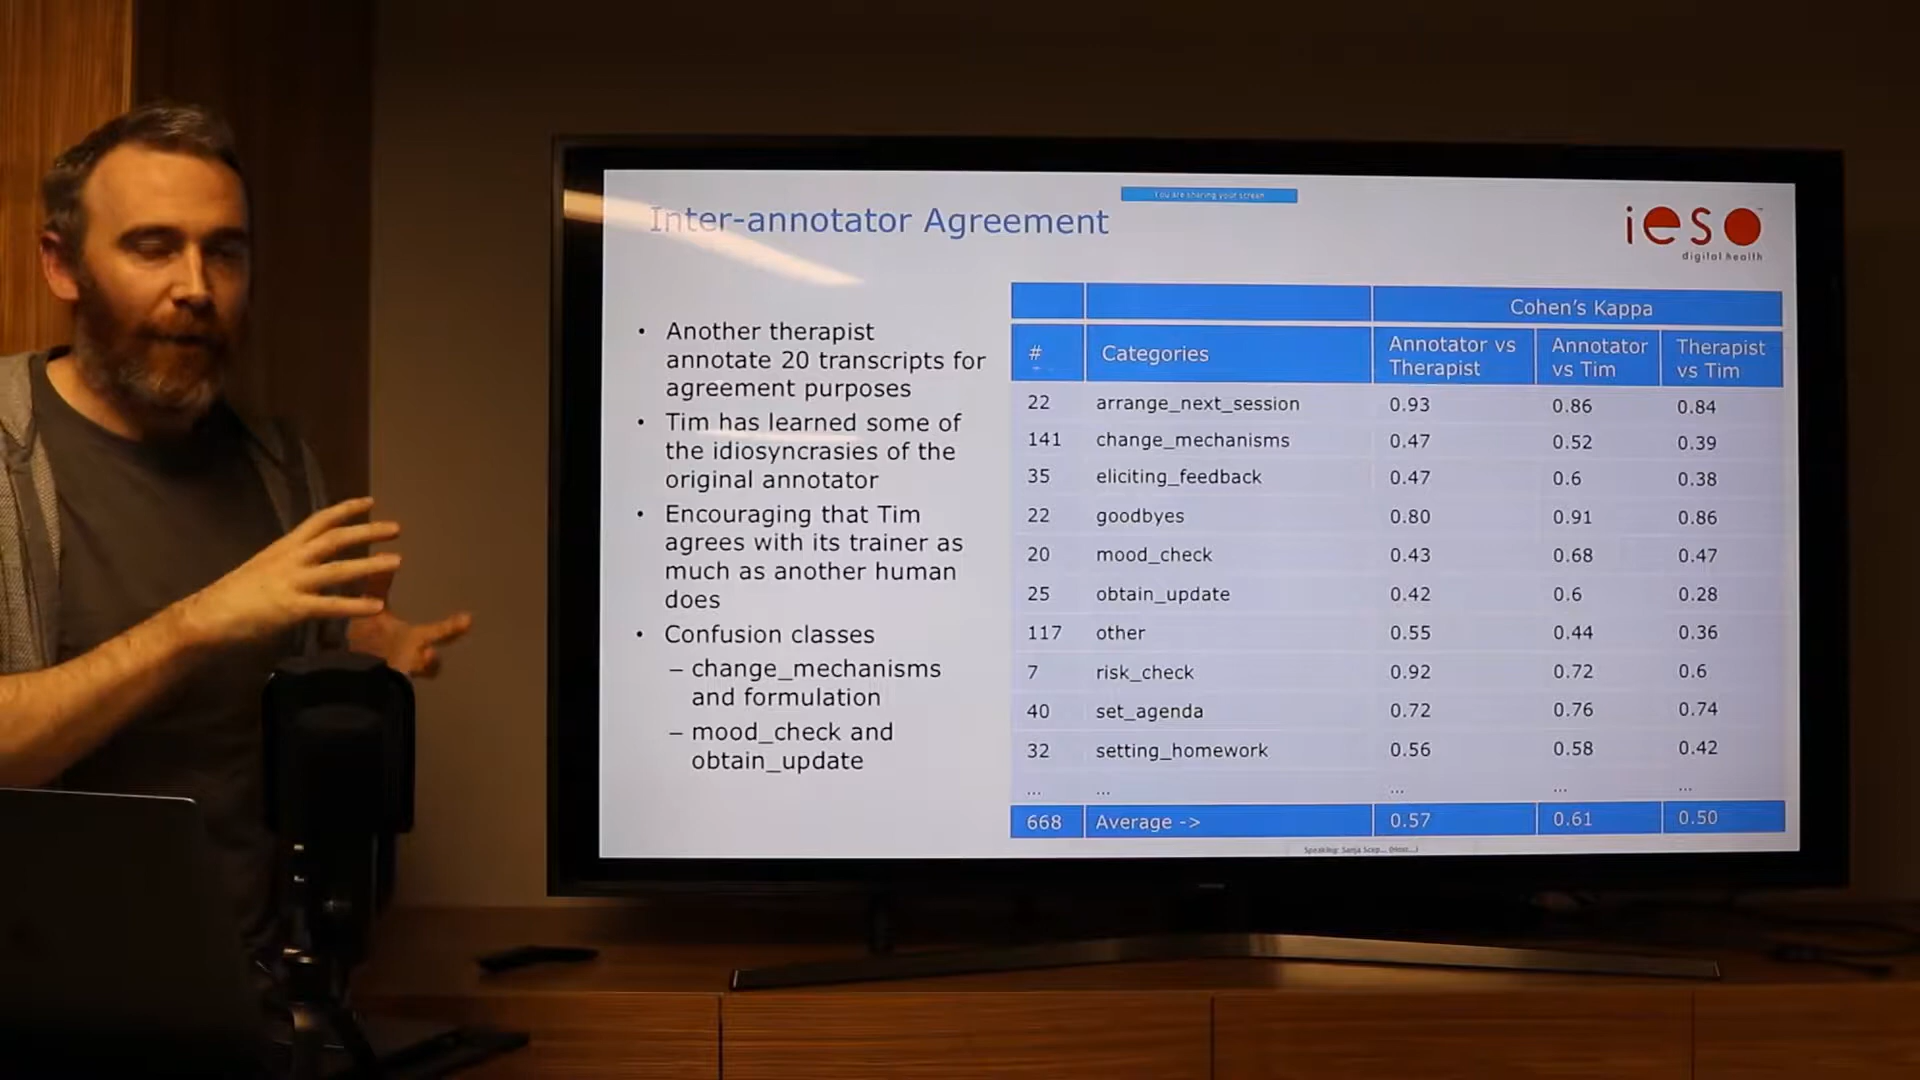 You are sharing your screen
Inter-annotator Agreement
ieso
digital health
• Another therapist
annotate 20 transcripts for
agreement purposes
• Tim has learned some of
the idiosyncrasies of the
original annotator
• Encouraging that Tim
agrees with its trainer as
much as another human
does
• Confusion classes
– change_mechanisms
and formulation
– mood_check and
obtain_update
Cohen's Kappa
# Categories Annotator vs Therapist Annotator vs Tim Therapist vs Tim
22 arrange_next_session 0.93 0.86 0.84
141 change_mechanisms 0.47 0.52 0.39
35 eliciting_feedback 0.47 0.6 0.38
22 goodbyes 0.80 0.91 0.86
20 mood_check 0.43 0.68 0.47
25 obtain_update 0.42 0.6 0.28
117 other 0.55 0.44 0.36
7 risk_check 0.92 0.72 0.6
40 set_agenda 0.72 0.76 0.74
32 setting_homework 0.56 0.58 0.42
... ... ... ... ...
668 Average -> 0.57 0.61 0.50
Speaking: Sanja